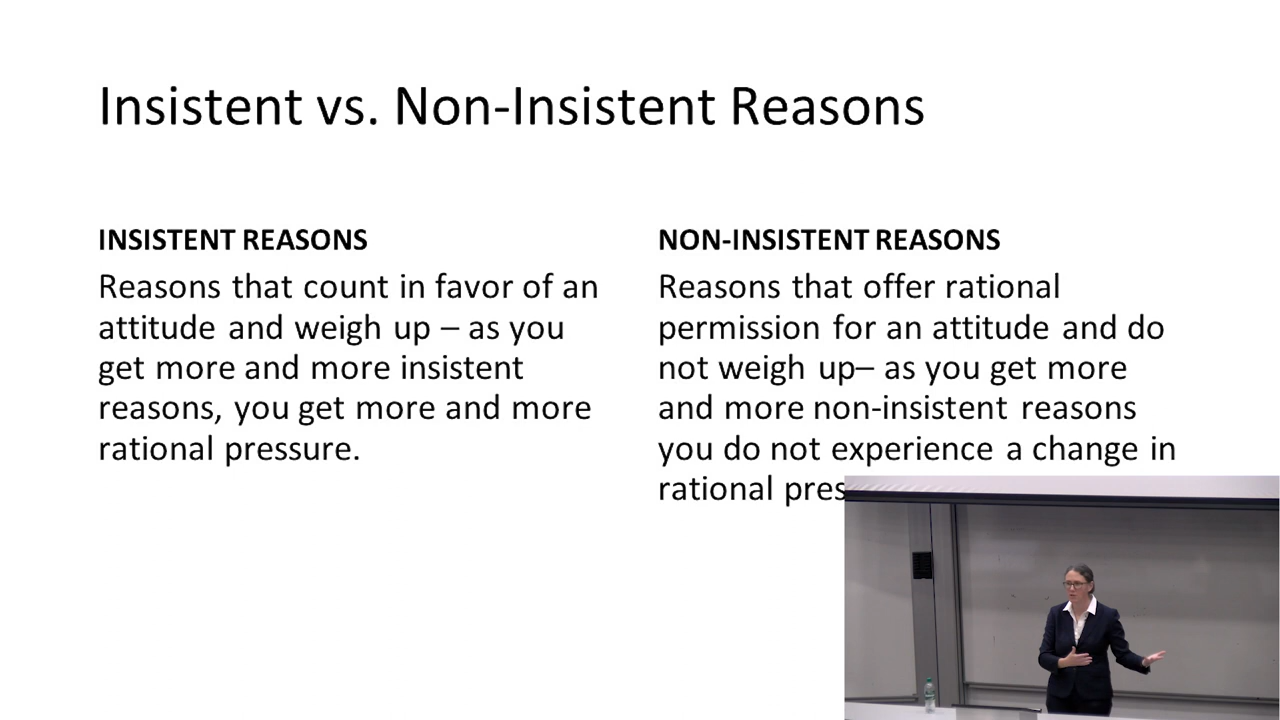 Insistent vs. Non-Insistent Reasons
INSISTENT REASONS
Reasons that count in favor of an
attitude and weigh up – as you
get more and more insistent
reasons, you get more and more
rational pressure.
NON-INSISTENT REASONS
Reasons that offer rational
permission for an attitude and do
not weigh up– as you get more
and more non-insistent reasons
you do not experience a change in
rational